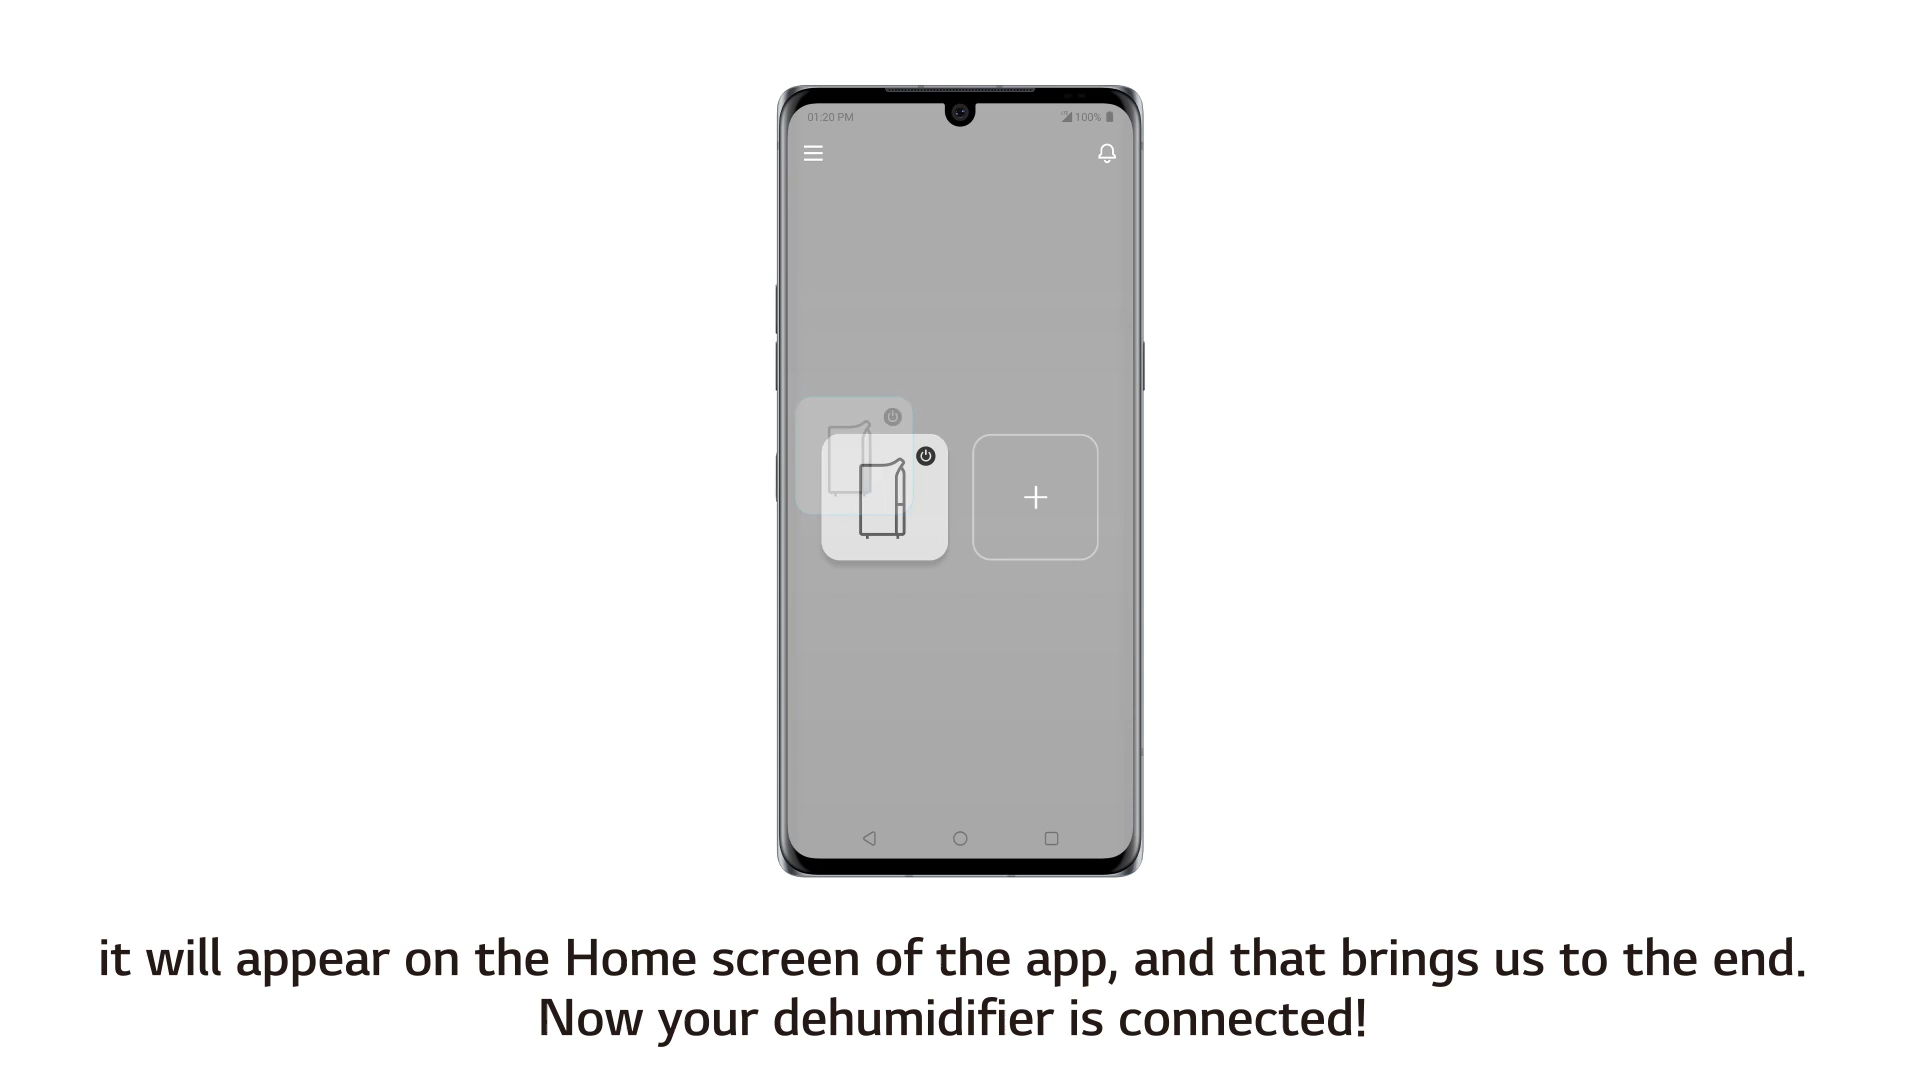 01:20 PM
100%
it will appear on the Home screen of the app, and that brings us to the end.
Now your dehumidifier is connected!